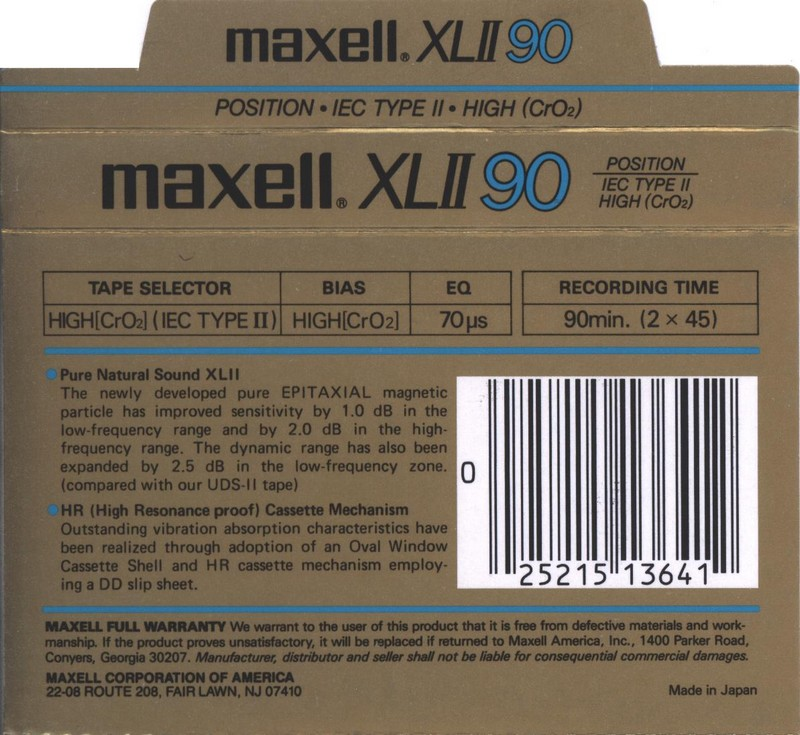 maxell® XLII 90
POSITION • IEC TYPE II • HIGH (CrO₂)
maxell® XLII 90
POSITION
IEC TYPE II
HIGH (CrO₂)
TAPE SELECTOR BIAS EQ RECORDING TIME
HIGH[CrO₂] (IEC TYPE II) HIGH[CrO₂] 70μs 90min. (2 × 45)
Pure Natural Sound XLII
The newly developed pure EPITAXIAL magnetic
particle has improved sensitivity by 1.0 dB in the
low-frequency range and by 2.0 dB in the high-
frequency range. The dynamic range has also been
expanded by 2.5 dB in the low-frequency zone.
(compared with our UDS-II tape)
HR (High Resonance proof) Cassette Mechanism
Outstanding vibration absorption characteristics have
been realized through adoption of an Oval Window
Cassette Shell and HR cassette mechanism employ-
ing a DD slip sheet.
0
25215 13641
MAXELL FULL WARRANTY We warrant to the user of this product that it is free from defective materials and work-
manship. If the product proves unsatisfactory, it will be replaced if returned to Maxell America, Inc., 1400 Parker Road,
Conyers, Georgia 30207. Manufacturer, distributor and seller shall not be liable for consequential commercial damages.
MAXELL CORPORATION OF AMERICA
22-08 ROUTE 208, FAIR LAWN, NJ 07410
Made in Japan